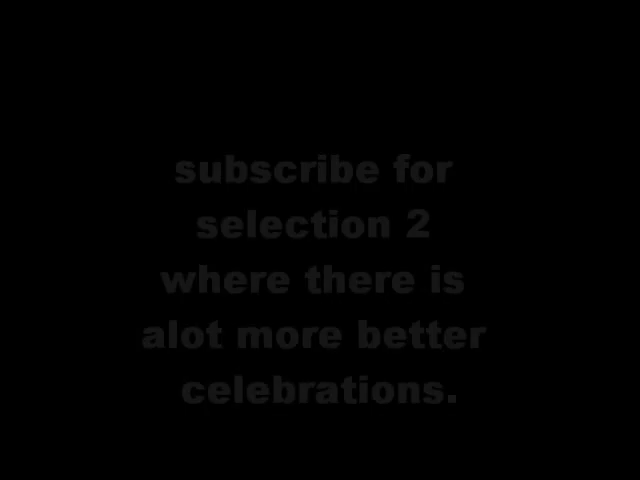 subscribe for
selection 2
where there is
alot more better
celebrations.